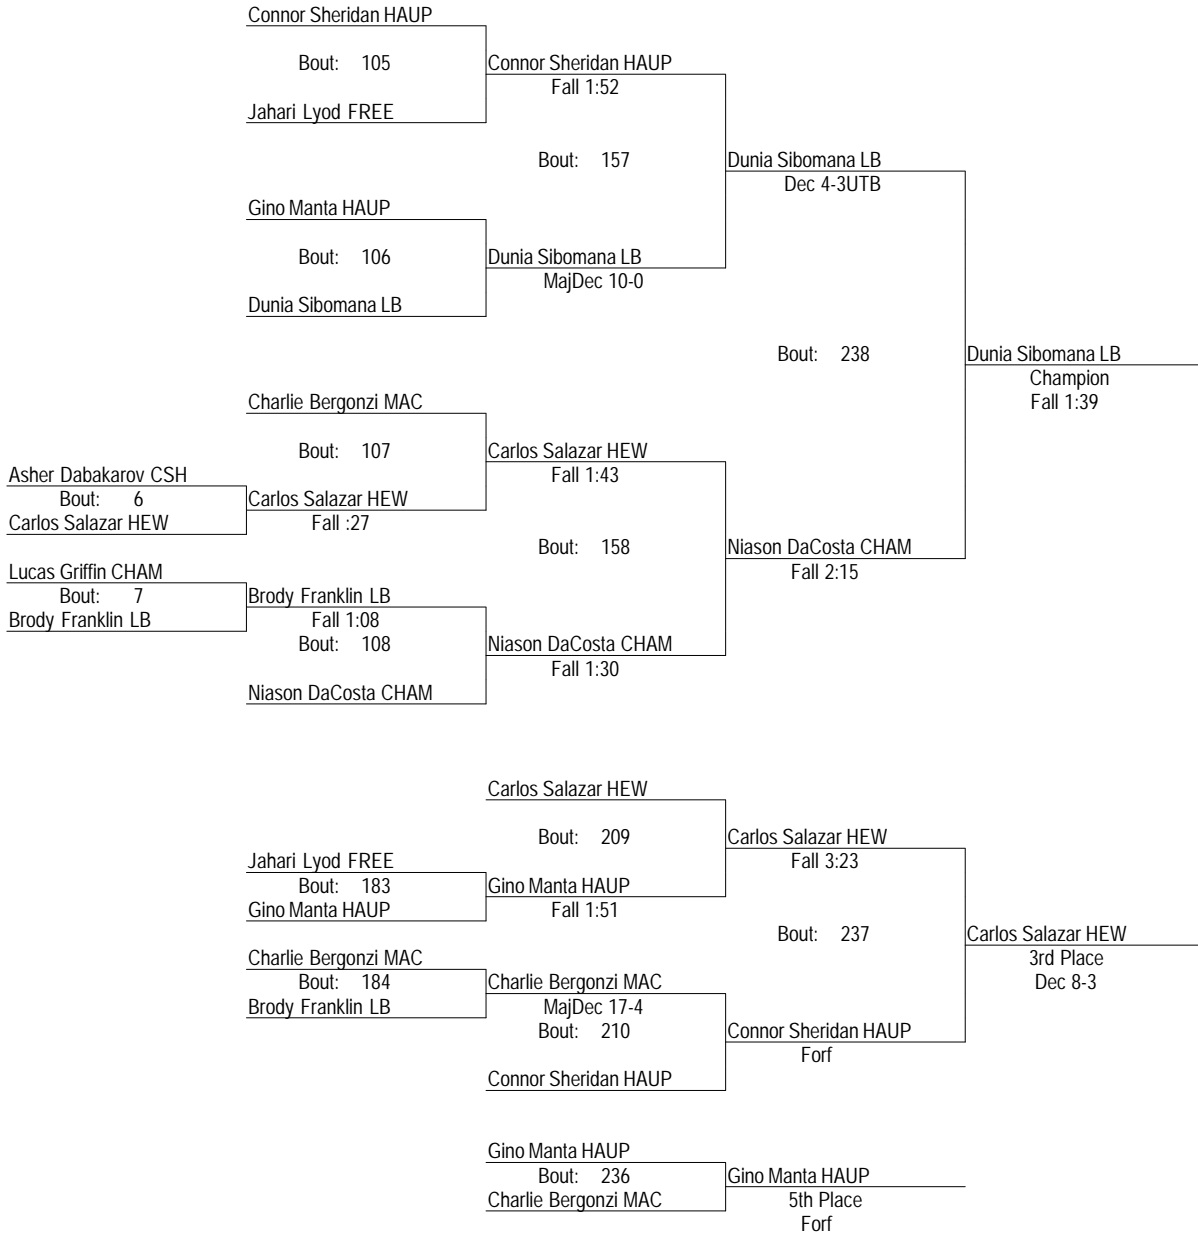 Connor Sheridan HAUP
Bout: 105
Connor Sheridan HAUP
Fall 1:52
Jahari Lyod FREE
Bout: 157
Dunia Sibomana LB
Dec 4-3UTB
Gino Manta HAUP
Bout: 106
Dunia Sibomana LB
MajDec 10-0
Dunia Sibomana LB
Bout: 238
Dunia Sibomana LB
Champion
Fall 1:39
Charlie Bergonzi MAC
Bout: 107
Carlos Salazar HEW
Fall 1:43
Asher Dabakarov CSH
Bout: 6
Carlos Salazar HEW
Carlos Salazar HEW
Fall :27
Bout: 158
Niason DaCosta CHAM
Fall 2:15
Lucas Griffin CHAM
Bout: 7
Brody Franklin LB
Brody Franklin LB
Fall 1:08
Bout: 108
Niason DaCosta CHAM
Fall 1:30
Niason DaCosta CHAM
Carlos Salazar HEW
Bout: 209
Carlos Salazar HEW
Fall 3:23
Jahari Lyod FREE
Bout: 183
Gino Manta HAUP
Gino Manta HAUP
Fall 1:51
Bout: 237
Carlos Salazar HEW
3rd Place
Dec 8-3
Charlie Bergonzi MAC
Bout: 184
Brody Franklin LB
Charlie Bergonzi MAC
MajDec 17-4
Bout: 210
Connor Sheridan HAUP
Forf
Connor Sheridan HAUP
Gino Manta HAUP
Bout: 236
Charlie Bergonzi MAC
Gino Manta HAUP
5th Place
Forf